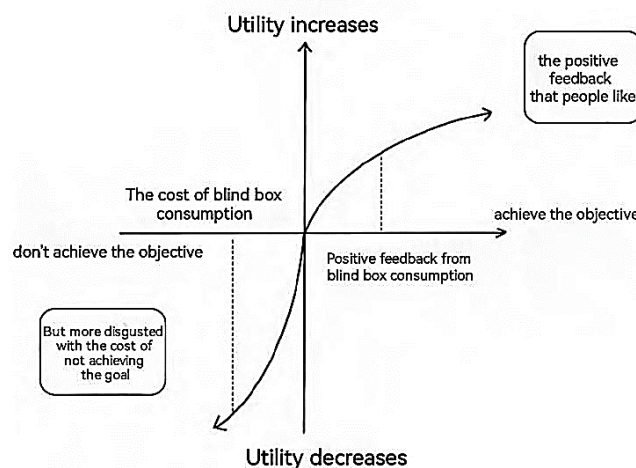 Utility increases
the positive
feedback
that people like
The cost of blind box
consumption
achieve the objective
don't achieve the objective
Positive feedback from
blind box consumption
But more disgusted
with the cost of
not achieving
the goal
Utility decreases